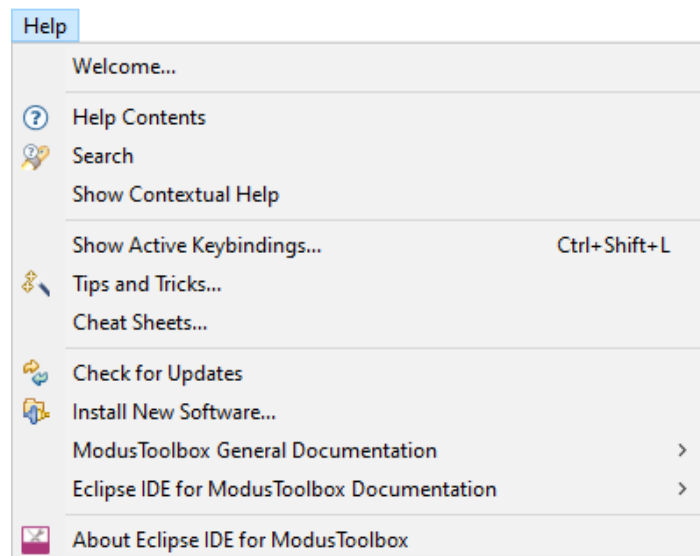 Help
Welcome...
Help Contents
Search
Show Contextual Help
Show Active Keybindings... Ctrl+Shift+L
Tips and Tricks...
Cheat Sheets...
Check for Updates
Install New Software...
ModusToolbox General Documentation
Eclipse IDE for ModusToolbox Documentation
About Eclipse IDE for ModusToolbox